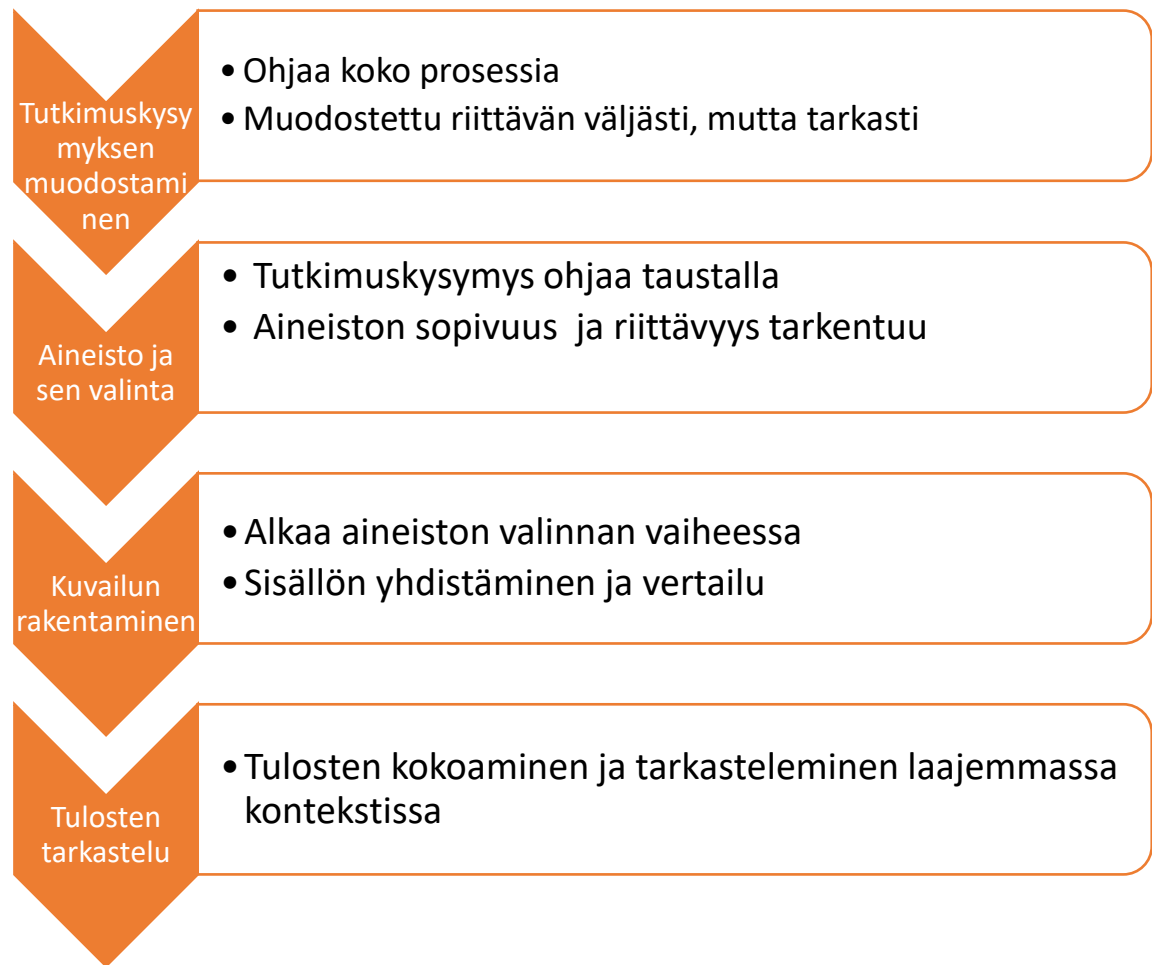 Tutkimuskysy
myksen
muodostami
nen
• Ohjaa koko prosessia
• Muodostettu riittävän väljästi, mutta tarkasti
Aineisto ja
sen valinta
• Tutkimuskysymys ohjaa taustalla
• Aineiston sopivuus ja riittävyys tarkentuu
Kuvailun
rakentaminen
• Alkaa aineiston valinnan vaiheessa
• Sisällön yhdistäminen ja vertailu
Tulosten
tarkastelu
• Tulosten kokoaminen ja tarkasteleminen laajemmassa
kontekstissa